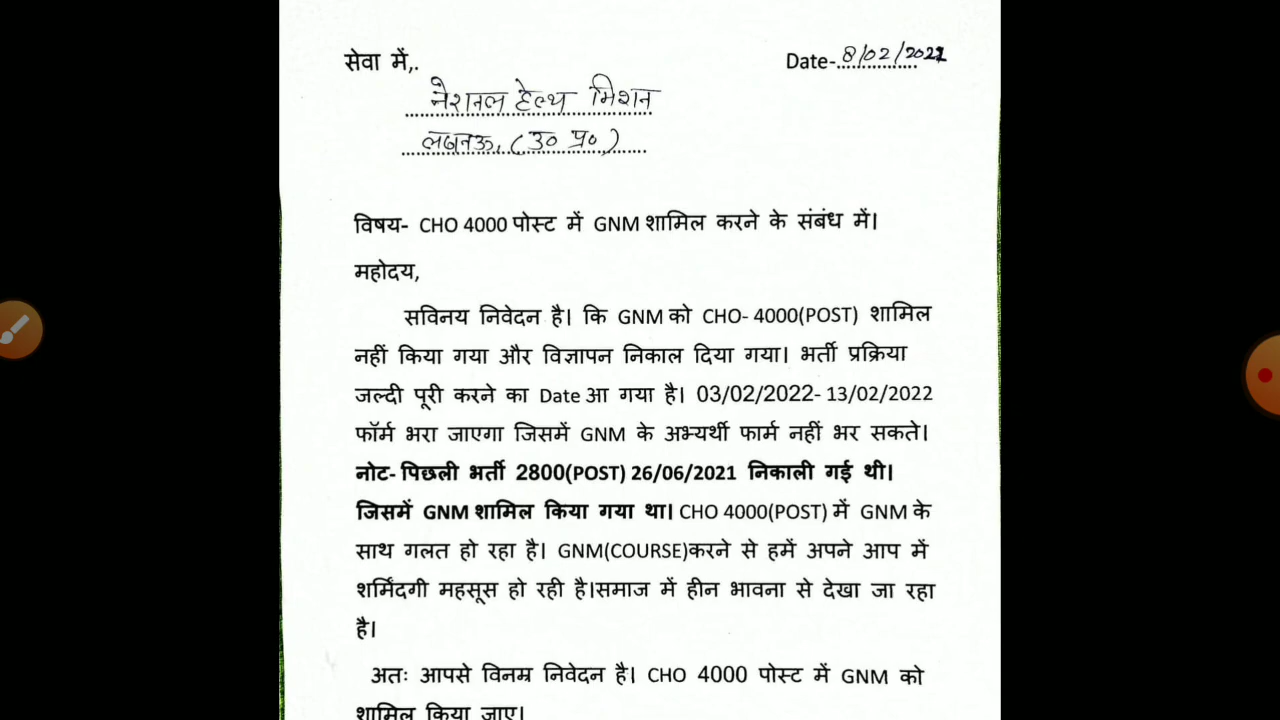 सेवा में,.
Date-8/02/2022
नेशनल हेल्थ मिशन
लखनऊ, (उ० प्र०)
विषय- CHO 4000 पोस्ट में GNM शामिल करने के संबंध में।
महोदय,
सविनय निवेदन है। कि GNM को CHO- 4000(POST) शामिल
नहीं किया गया और विज्ञापन निकाल दिया गया। भर्ती प्रक्रिया
जल्दी पूरी करने का Date आ गया है। 03/02/2022- 13/02/2022
फॉर्म भरा जाएगा जिसमें GNM के अभ्यर्थी फार्म नहीं भर सकते।
नोट- पिछली भर्ती 2800(POST) 26/06/2021 निकाली गई थी।
जिसमें GNM शामिल किया गया था। CHO 4000(POST) में GNM के
साथ गलत हो रहा है। GNM(COURSE)करने से हमें अपने आप में
शर्मिंदगी महसूस हो रही है।समाज में हीन भावना से देखा जा रहा
है।
अतः आपसे विनम्र निवेदन है। CHO 4000 पोस्ट में GNM को
शामिल किया जाए।